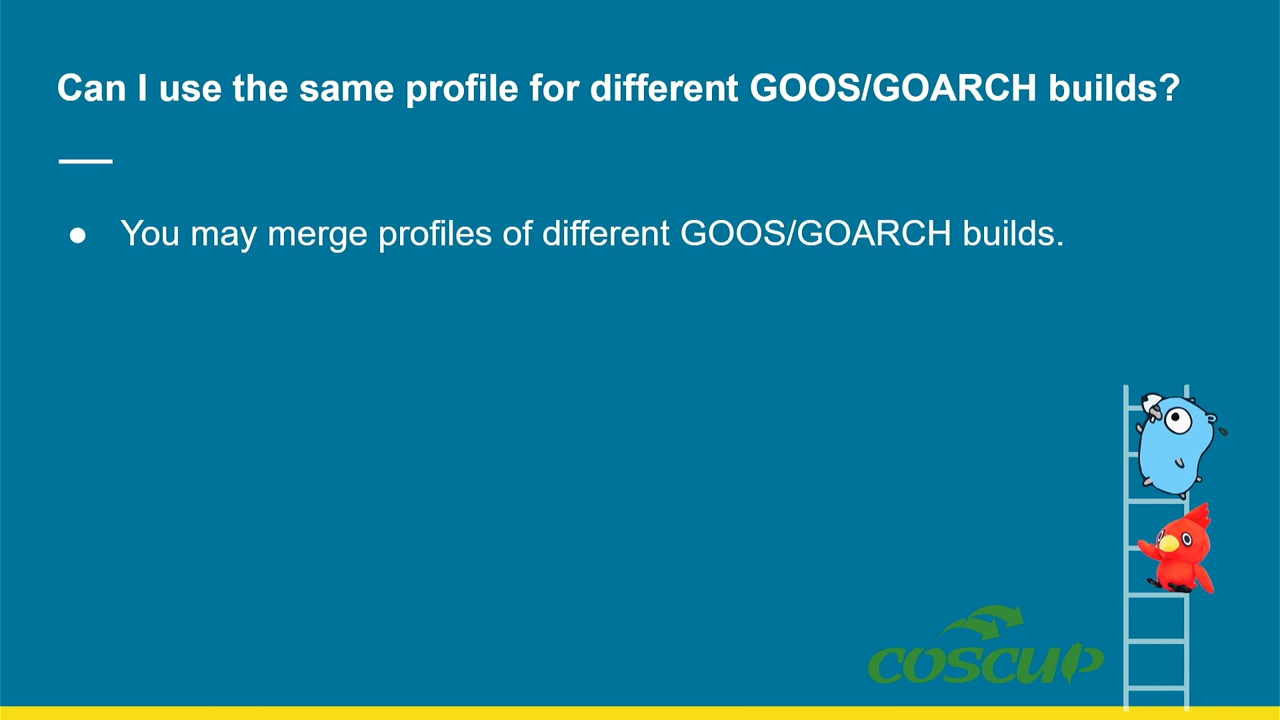 Can I use the same profile for different GOOS/GOARCH builds?
● You may merge profiles of different GOOS/GOARCH builds.
coscup